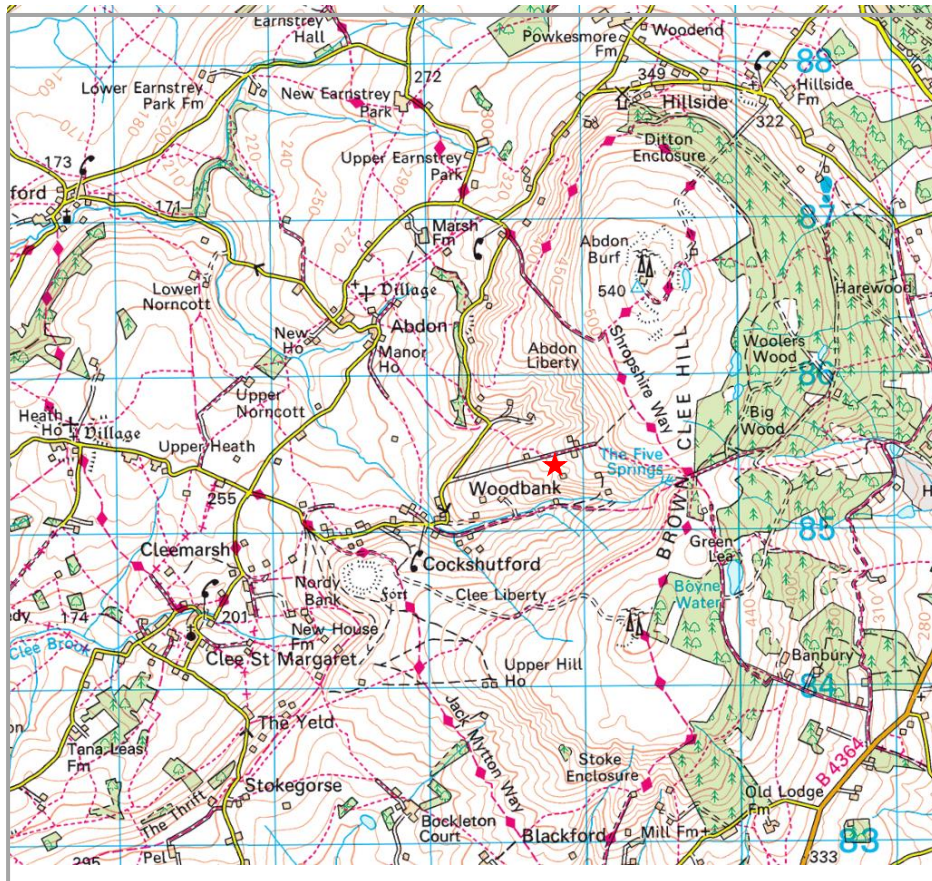 Earnstrey
Hall
Powkesmore
Fm
Woodend
88
272
349
Lower Earnstrey
Park Fm
New Earnstrey
Park
Hillside
Hillside
Fm
322
160
170
180
200
210
220
240
250
270
290
300
320
Ditton
Enclosure
173
Upper Earnstrey
Park
ford
171
87
Marsh
Fm
Abdon
Burf
450
Lower
Norncott
Village
540
Harewood
New
Ho
Abdon
Manor
Ho
Abdon
Liberty
Shropshire Way
Woolers
Wood
86
Upper
Norncott
Heath
Ho
Village
Upper Heath
Big
Wood
The Five
Springs
BROWN CLEE HILL
255
Woodbank
H
85
Cleemarsh
Cockshutford
Green
Lea
Nordy
Bank
Fort
Clee Liberty
Boyne
Water
440
310
280
edy
174
201
New House
Fm
Clee Brook
Clee St Margaret
Upper Hill
Ho
Banbury
84
on
The Yeld
Jack Mytton Way
Tana Leas
Fm
B 4364
Stoke
Enclosure
Stokegorse
Old Lodge
Fm
The Thrift
Bockleton
Court
Blackford
Mill Fm
83
295
Pel
333